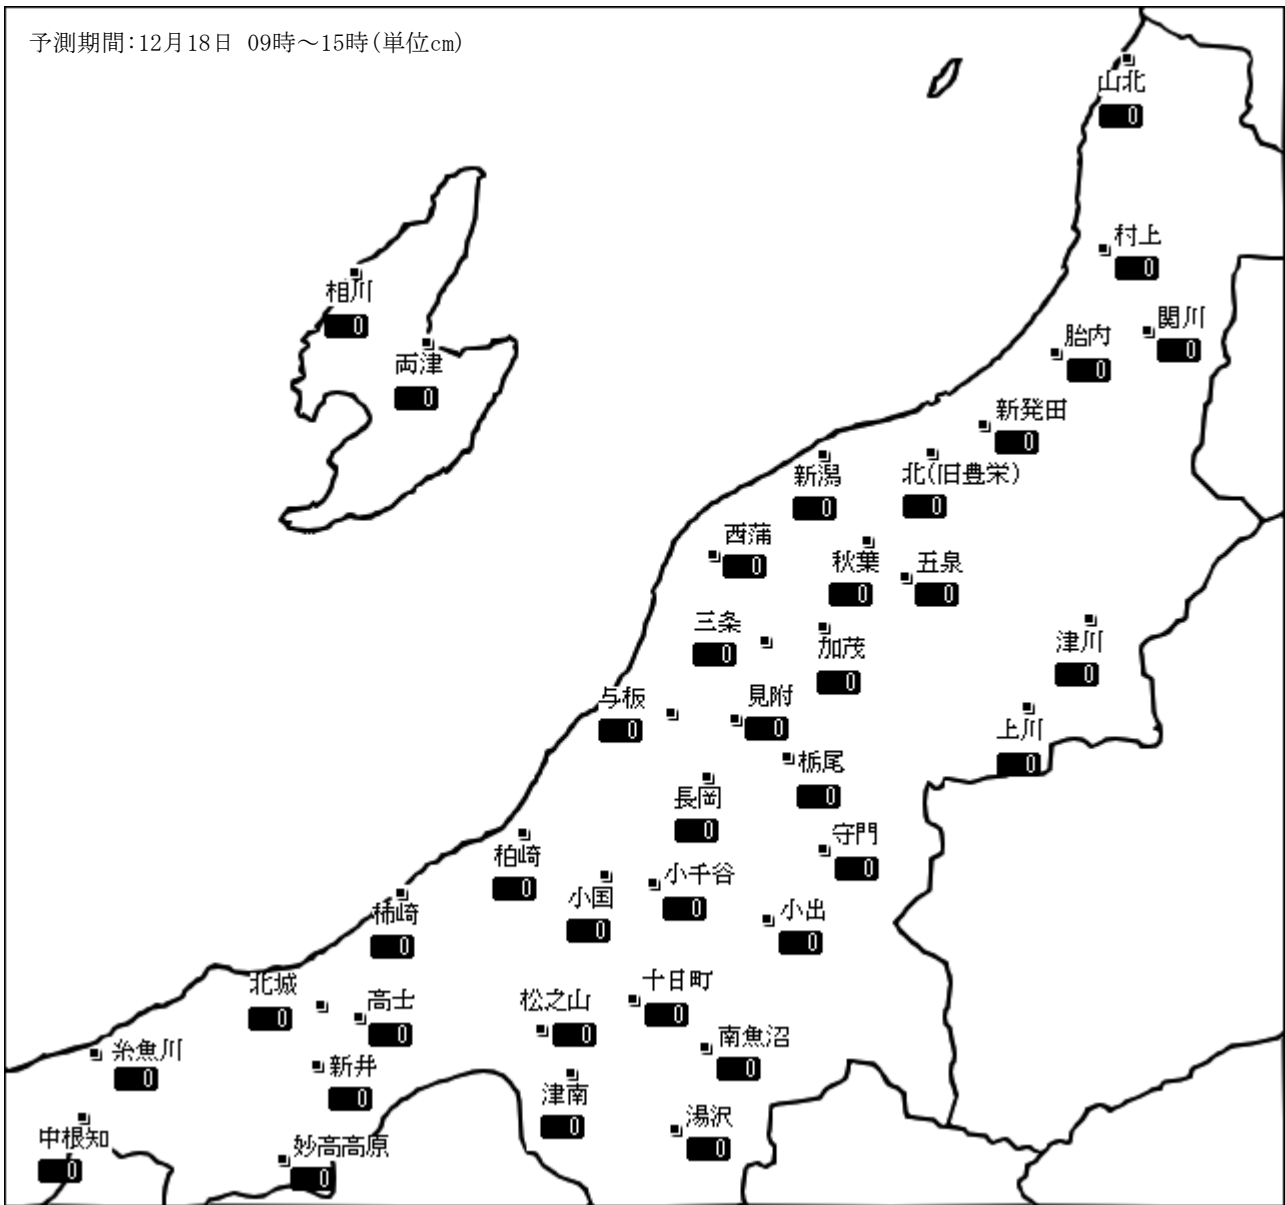 予測期間：12月18日 09時～15時（単位cm）
山北
0
村上
0
関川
0
胎内
0
新発田
0
北(旧豊栄)
0
新潟
0
相川
0
両津
0
西蒲
0
秋葉
0
五泉
0
三条
0
加茂
0
津川
0
上川
0
与板
0
見附
0
栃尾
0
長岡
0
守門
0
柏崎
0
小国
0
小千谷
0
小出
0
柿崎
0
北城
0
高士
0
松之山
0
十日町
0
南魚沼
0
糸魚川
0
新井
0
津南
0
湯沢
0
中根知
0
妙高高原
0